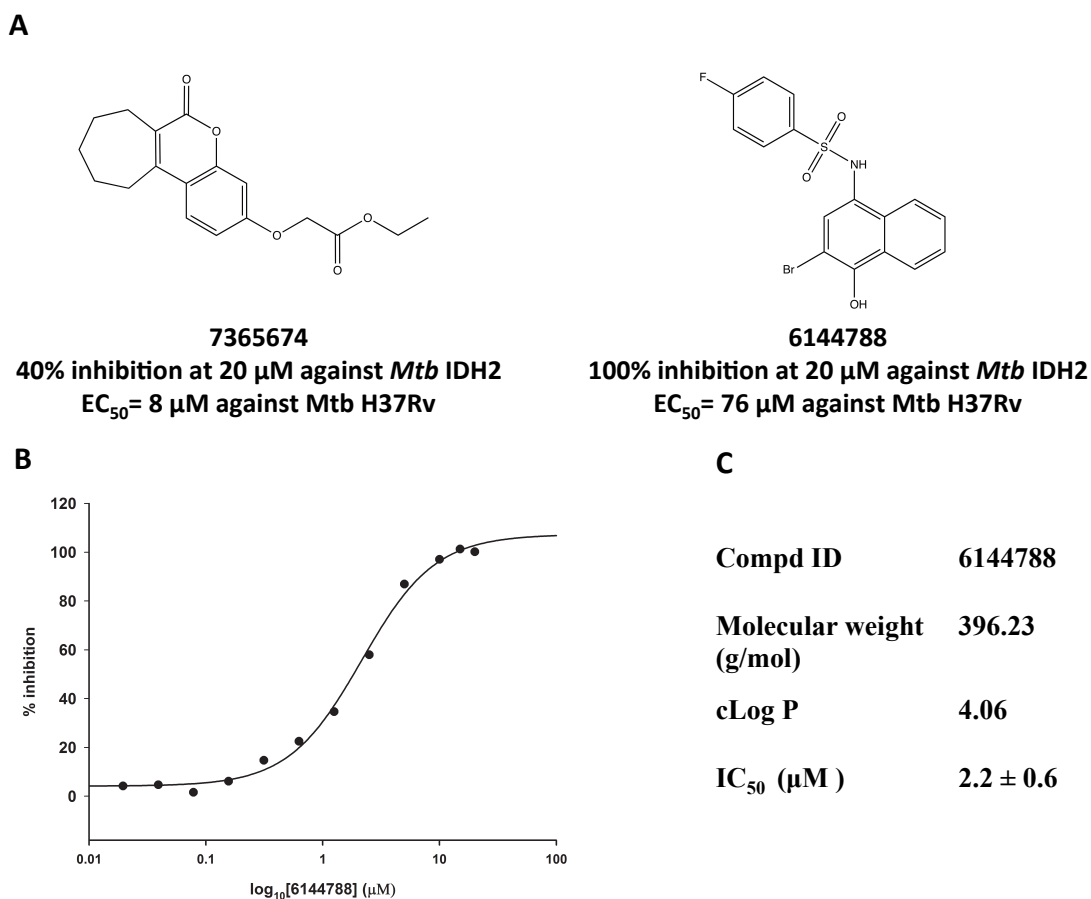 A
O
O
O
O
O
7365674
40% inhibition at 20 μM against Mtb IDH2
EC50= 8 μM against Mtb H37Rv
F
O
S
O
NH
Br
OH
6144788
100% inhibition at 20 μM against Mtb IDH2
EC50= 76 μM against Mtb H37Rv
B
120
100
80
60
40
20
0
% inhibition
0.01
0.1
1
10
100
log10[6144788] (μM)
C
Compd ID 6144788
Molecular weight 396.23
(g/mol)
cLog P 4.06
IC50 (μM ) 2.2 ± 0.6